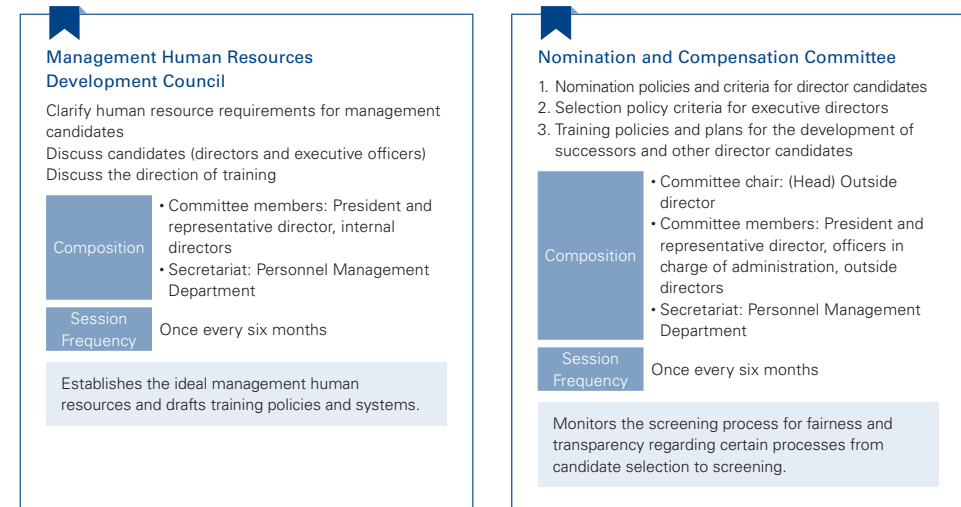 Management Human Resources
Development Council
Clarify human resource requirements for management
candidates
Discuss candidates (directors and executive officers)
Discuss the direction of training
Composition
• Committee members: President and
representative director, internal
directors
• Secretariat: Personnel Management
Department
Session
Frequency
Once every six months
Establishes the ideal management human
resources and drafts training policies and systems.
Nomination and Compensation Committee
1. Nomination policies and criteria for director candidates
2. Selection policy criteria for executive directors
3. Training policies and plans for the development of
successors and other director candidates
Composition
• Committee chair: (Head) Outside
director
• Committee members: President and
representative director, officers in
charge of administration, outside
directors
• Secretariat: Personnel Management
Department
Session
Frequency
Once every six months
Monitors the screening process for fairness and
transparency regarding certain processes from
candidate selection to screening.